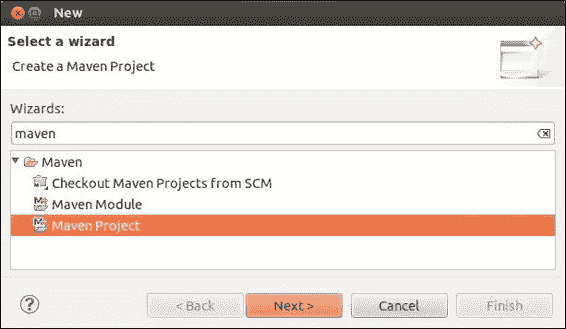 New
Select a wizard
Create a Maven Project
Wizards:
maven
Maven
Checkout Maven Projects from SCM
Maven Module
Maven Project
< Back
Next >
Cancel
Finish